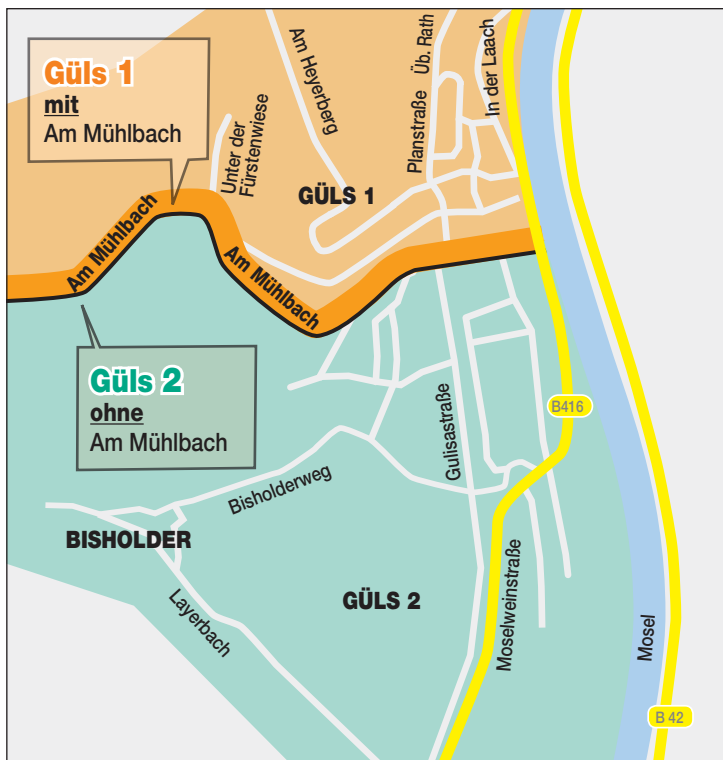 Güls 1
mit
Am Mühlbach
Am Heyerberg
Unter der
Fürstenwiese
Planstraße
Üb. Rath
In der Laach
GÜLS 1
Am Mühlbach
Am Mühlbach
Güls 2
ohne
Am Mühlbach
Gulisastraße
B416
Bisholderweg
BISHOLDER
GÜLS 2
Layerbach
Moselweinstraße
Mosel
B 42